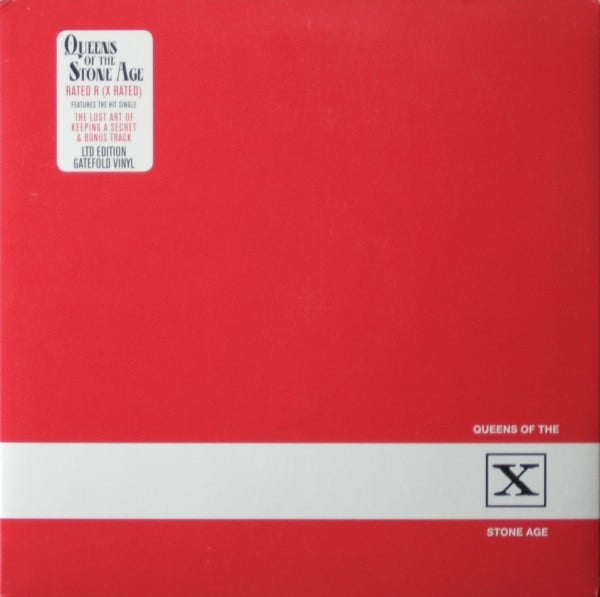 QUEENS
OF THE
STONE AGE
RATED R (X RATED)
FEATURES THE HIT SINGLE
THE LOST ART OF
KEEPING A SECRET
& BONUS TRACK
LTD EDITION
GATEFOLD VINYL
QUEENS OF THE
X
STONE AGE